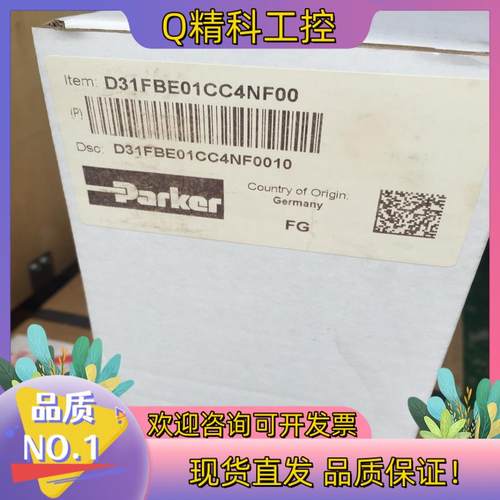 Q精科工控
Item: D31FBE01CC4NF00
(P)
Dsc: D31FBE01CC4NF0010
Parker
Country of Origin:
Germany
FG
品质
NO.1
欢迎咨询可开发票
现货直发 品质保证!